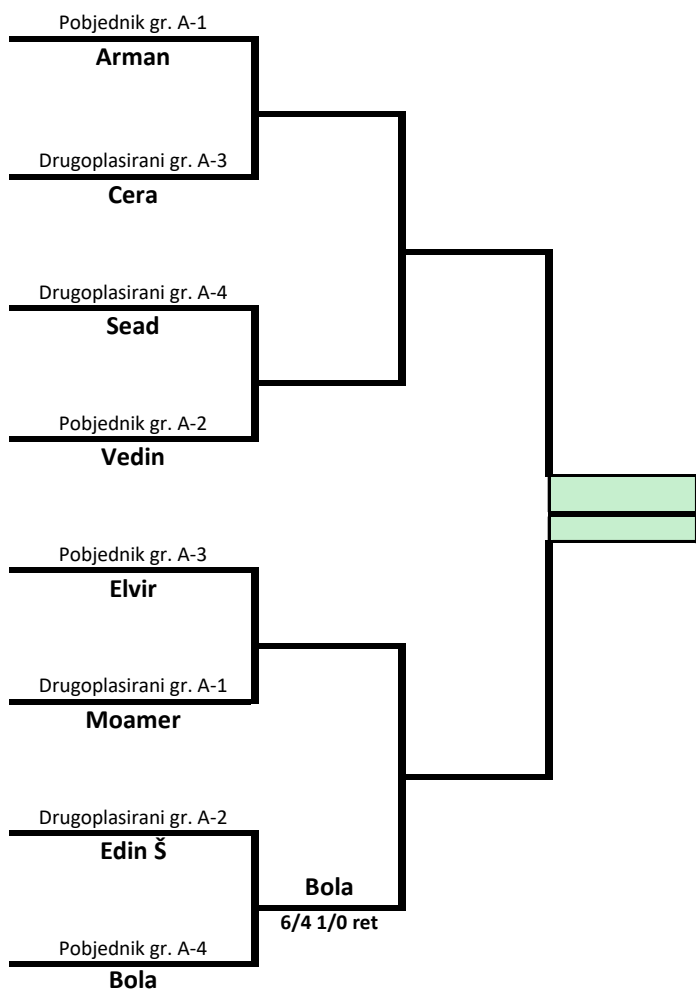 Pobjednik gr. A-1
Arman
Drugoplasirani gr. A-3
Cera
Drugoplasirani gr. A-4
Sead
Pobjednik gr. A-2
Vedin
Pobjednik gr. A-3
Elvir
Drugoplasirani gr. A-1
Moamer
Drugoplasirani gr. A-2
Edin Š
Bola
6/4 1/0 ret
Pobjednik gr. A-4
Bola